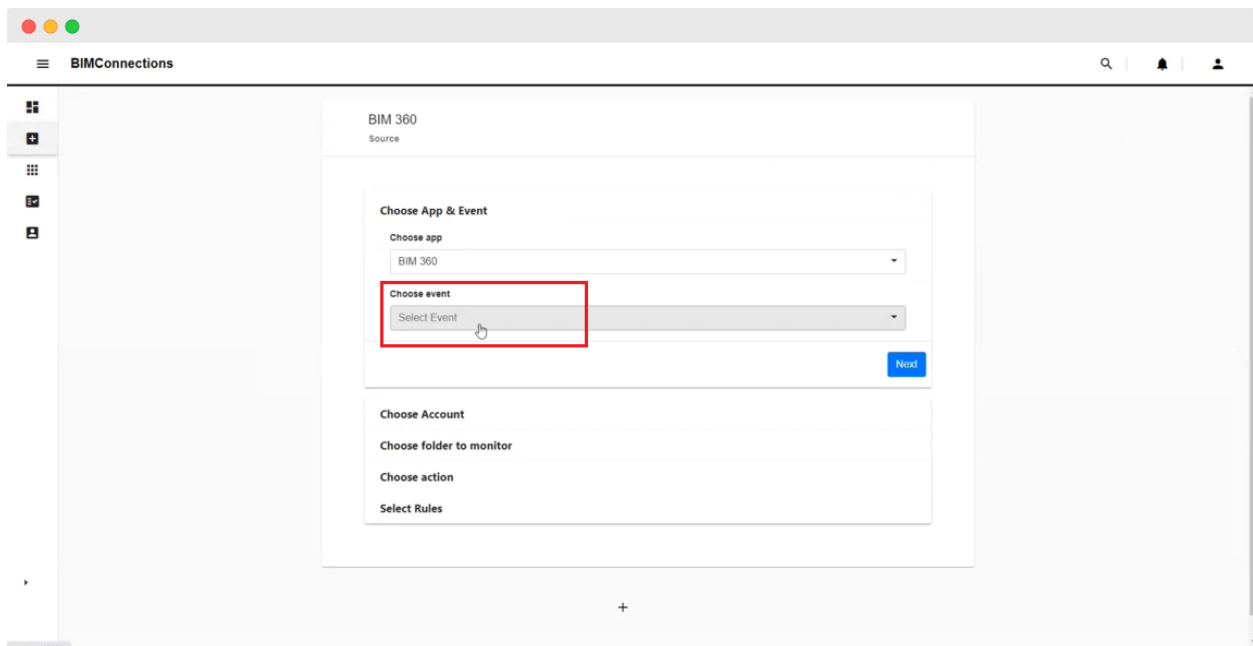 BIMConnections
BIM 360
Source
Choose App & Event
Choose app
BIM 360
Choose event
Select Event
Next
Choose Account
Choose folder to monitor
Choose action
Select Rules